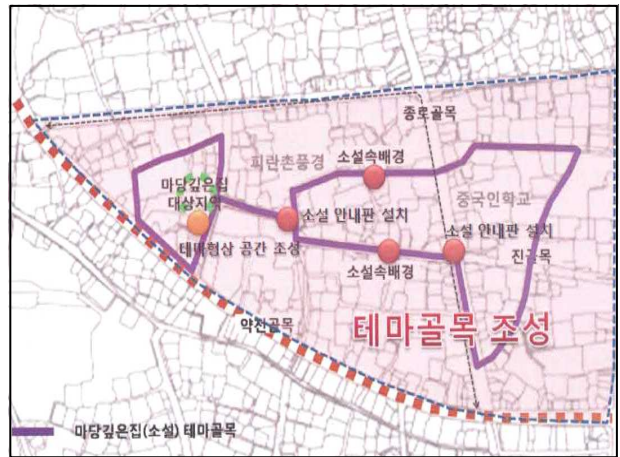 종로골목
피란촌풍경
소설속배경
마당깊은집
대상지역
중국인학교
소설 안내판 설치
소설 안내판 설치
테마형상 공간 조성
진골목
소설속배경
약전골목
테마골목 조성
마당깊은집(소설) 테마골목